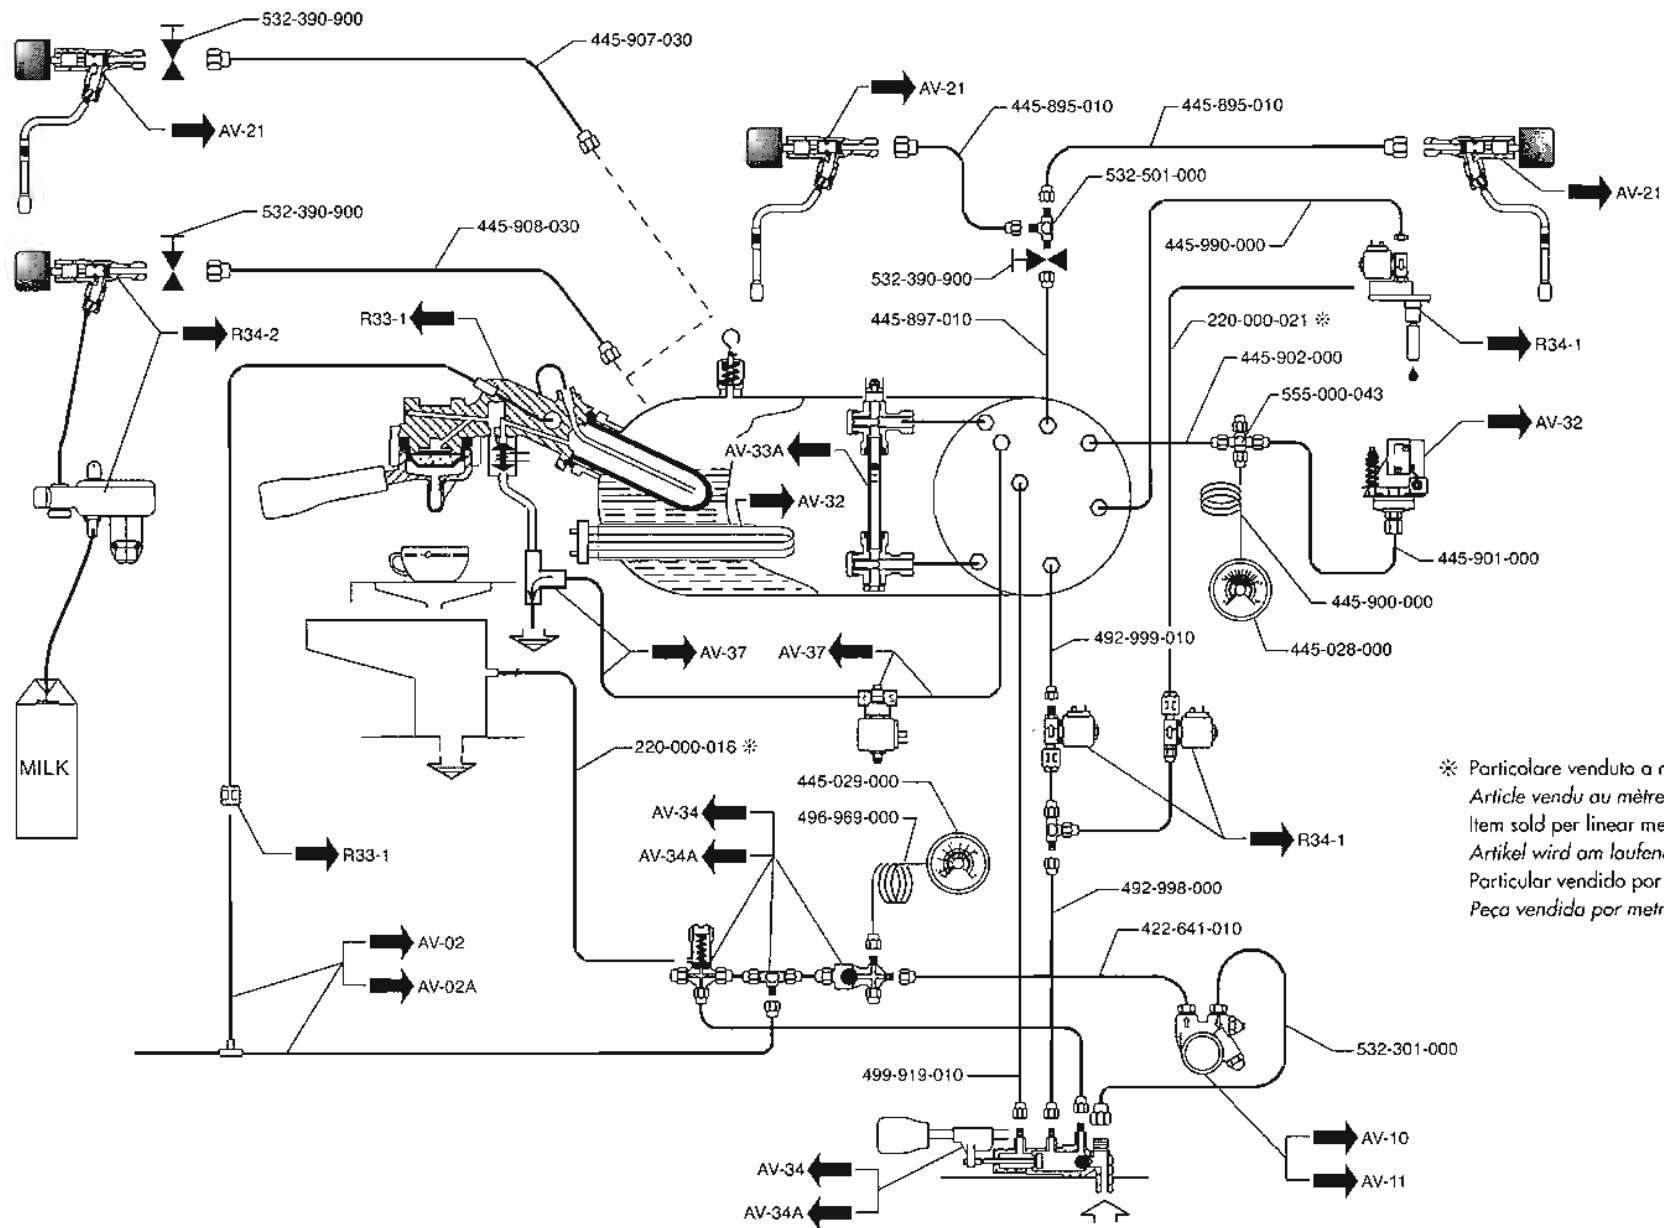 532-390-900
445-907-030
AV-21
AV-21
445-895-010
445-895-010
532-501-000
AV-21
532-390-900
445-908-030
445-990-000
532-390-900
R33-1
445-897-010
220-000-021 ※
R34-2
R34-1
445-902-000
555-000-043
AV-32
AV-33A
AV-32
445-901-000
445-900-000
492-999-010
445-028-000
AV-37
AV-37
220-000-016 ※
MILK
445-029-000
※ Particolare venduto a
Article vendu au mètre
AV-34
496-969-000
Item sold per linear
R34-1
AV-34A
R33-1
Artikel wird am
Particular vendido por
492-998-000
Peça vendida por
422-641-010
AV-02
AV-02A
532-301-000
499-919-010
AV-10
AV-34
AV-11
AV-34A